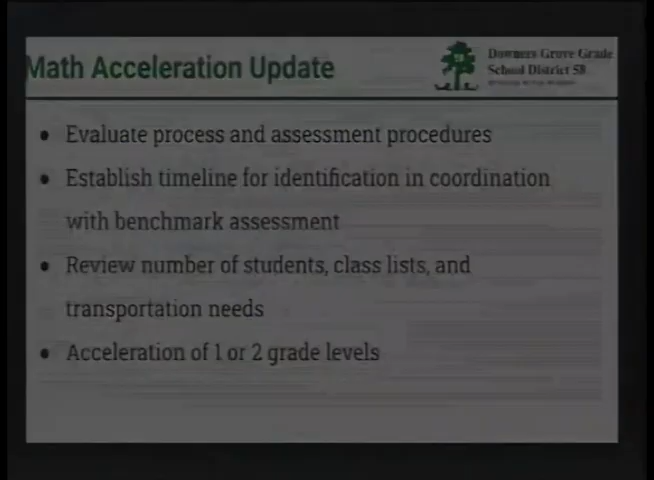 Math Acceleration Update
Downers Grove Grade
School District 58
• Evaluate process and assessment procedures
• Establish timeline for identification in coordination
with benchmark assessment
• Review number of students, class lists, and
transportation needs
• Acceleration of 1 or 2 grade levels